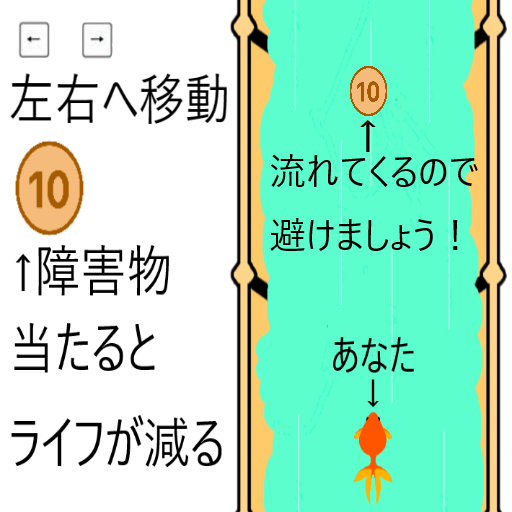 ← →
左右へ移動
10
↑障害物
当たると
ライフが減る
10
↑
流れてくるので
避けましょう！
あなた
↓